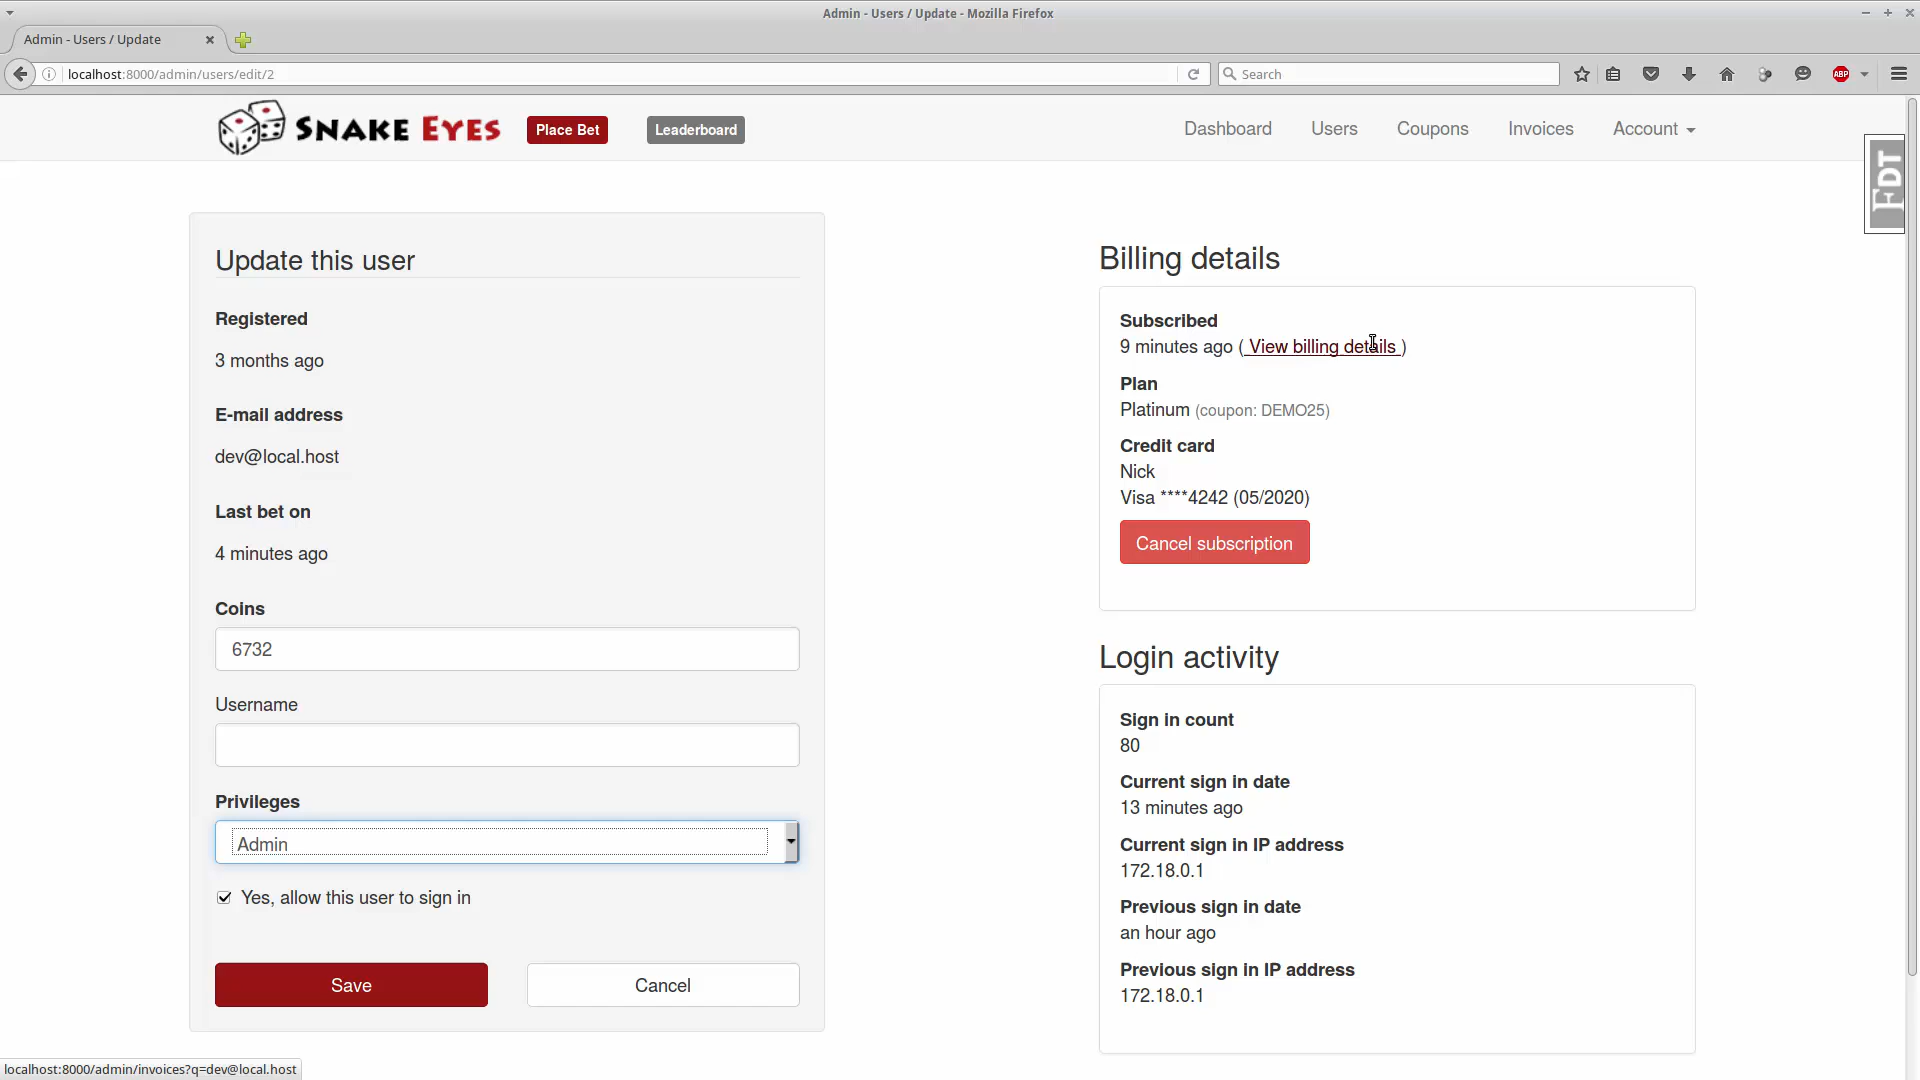 Admin - Users / Update - Mozilla Firefox
Admin - Users / Update
localhost:8000/admin/users/edit/2
Search
ABP
SNAKE EYES
Place Bet
Leaderboard
Dashboard
Users
Coupons
Invoices
Account
FDT
Update this user
Registered
3 months ago
E-mail address
dev@local.host
Last bet on
4 minutes ago
Coins
6732
Username
Privileges
Admin
Yes, allow this user to sign in
Save
Cancel
Billing details
Subscribed
9 minutes ago ( View billing details )
Plan
Platinum (coupon: DEMO25)
Credit card
Nick
Visa ****4242 (05/2020)
Cancel subscription
Login activity
Sign in count
80
Current sign in date
13 minutes ago
Current sign in IP address
172.18.0.1
Previous sign in date
an hour ago
Previous sign in IP address
172.18.0.1
localhost:8000/admin/invoices?q=dev@local.host